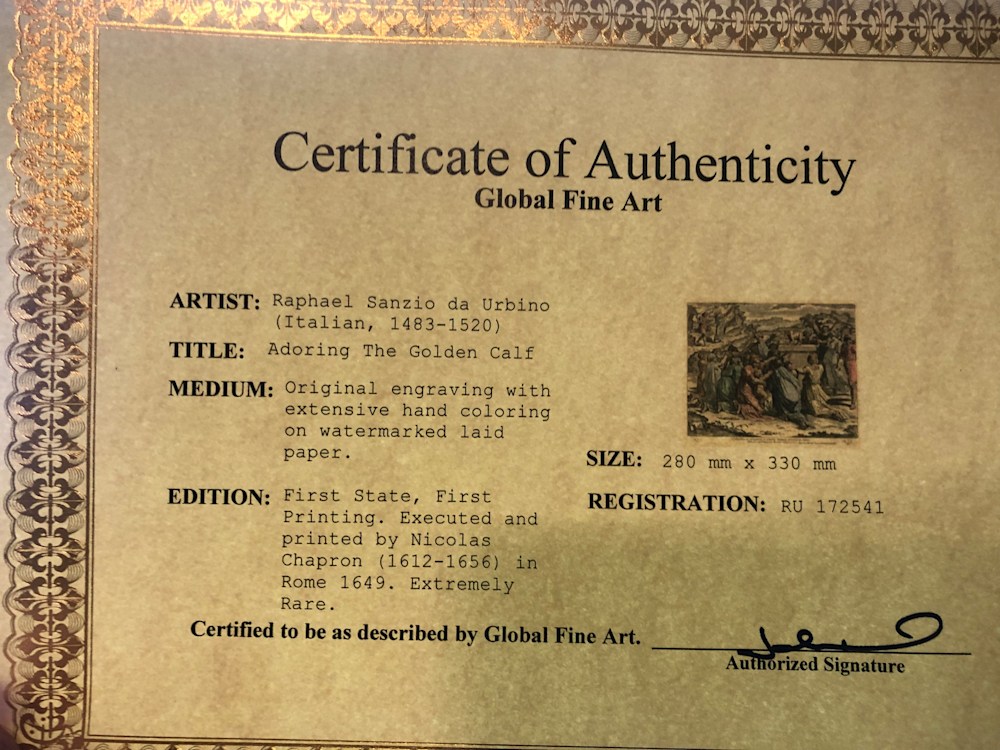 Certificate of Authenticity
Global Fine Art
ARTIST: Raphael Sanzio da Urbino
(Italian, 1483-1520)
TITLE: Adoring The Golden Calf
MEDIUM: Original engraving with
extensive hand coloring
on watermarked laid
paper.
SIZE: 280 mm x 330 mm
EDITION: First State, First
Printing. Executed and
printed by Nicolas
Chapron (1612-1656) in
Rome 1649. Extremely
Rare.
REGISTRATION: RU 172541
Certified to be as described by Global Fine Art.
Authorized Signature